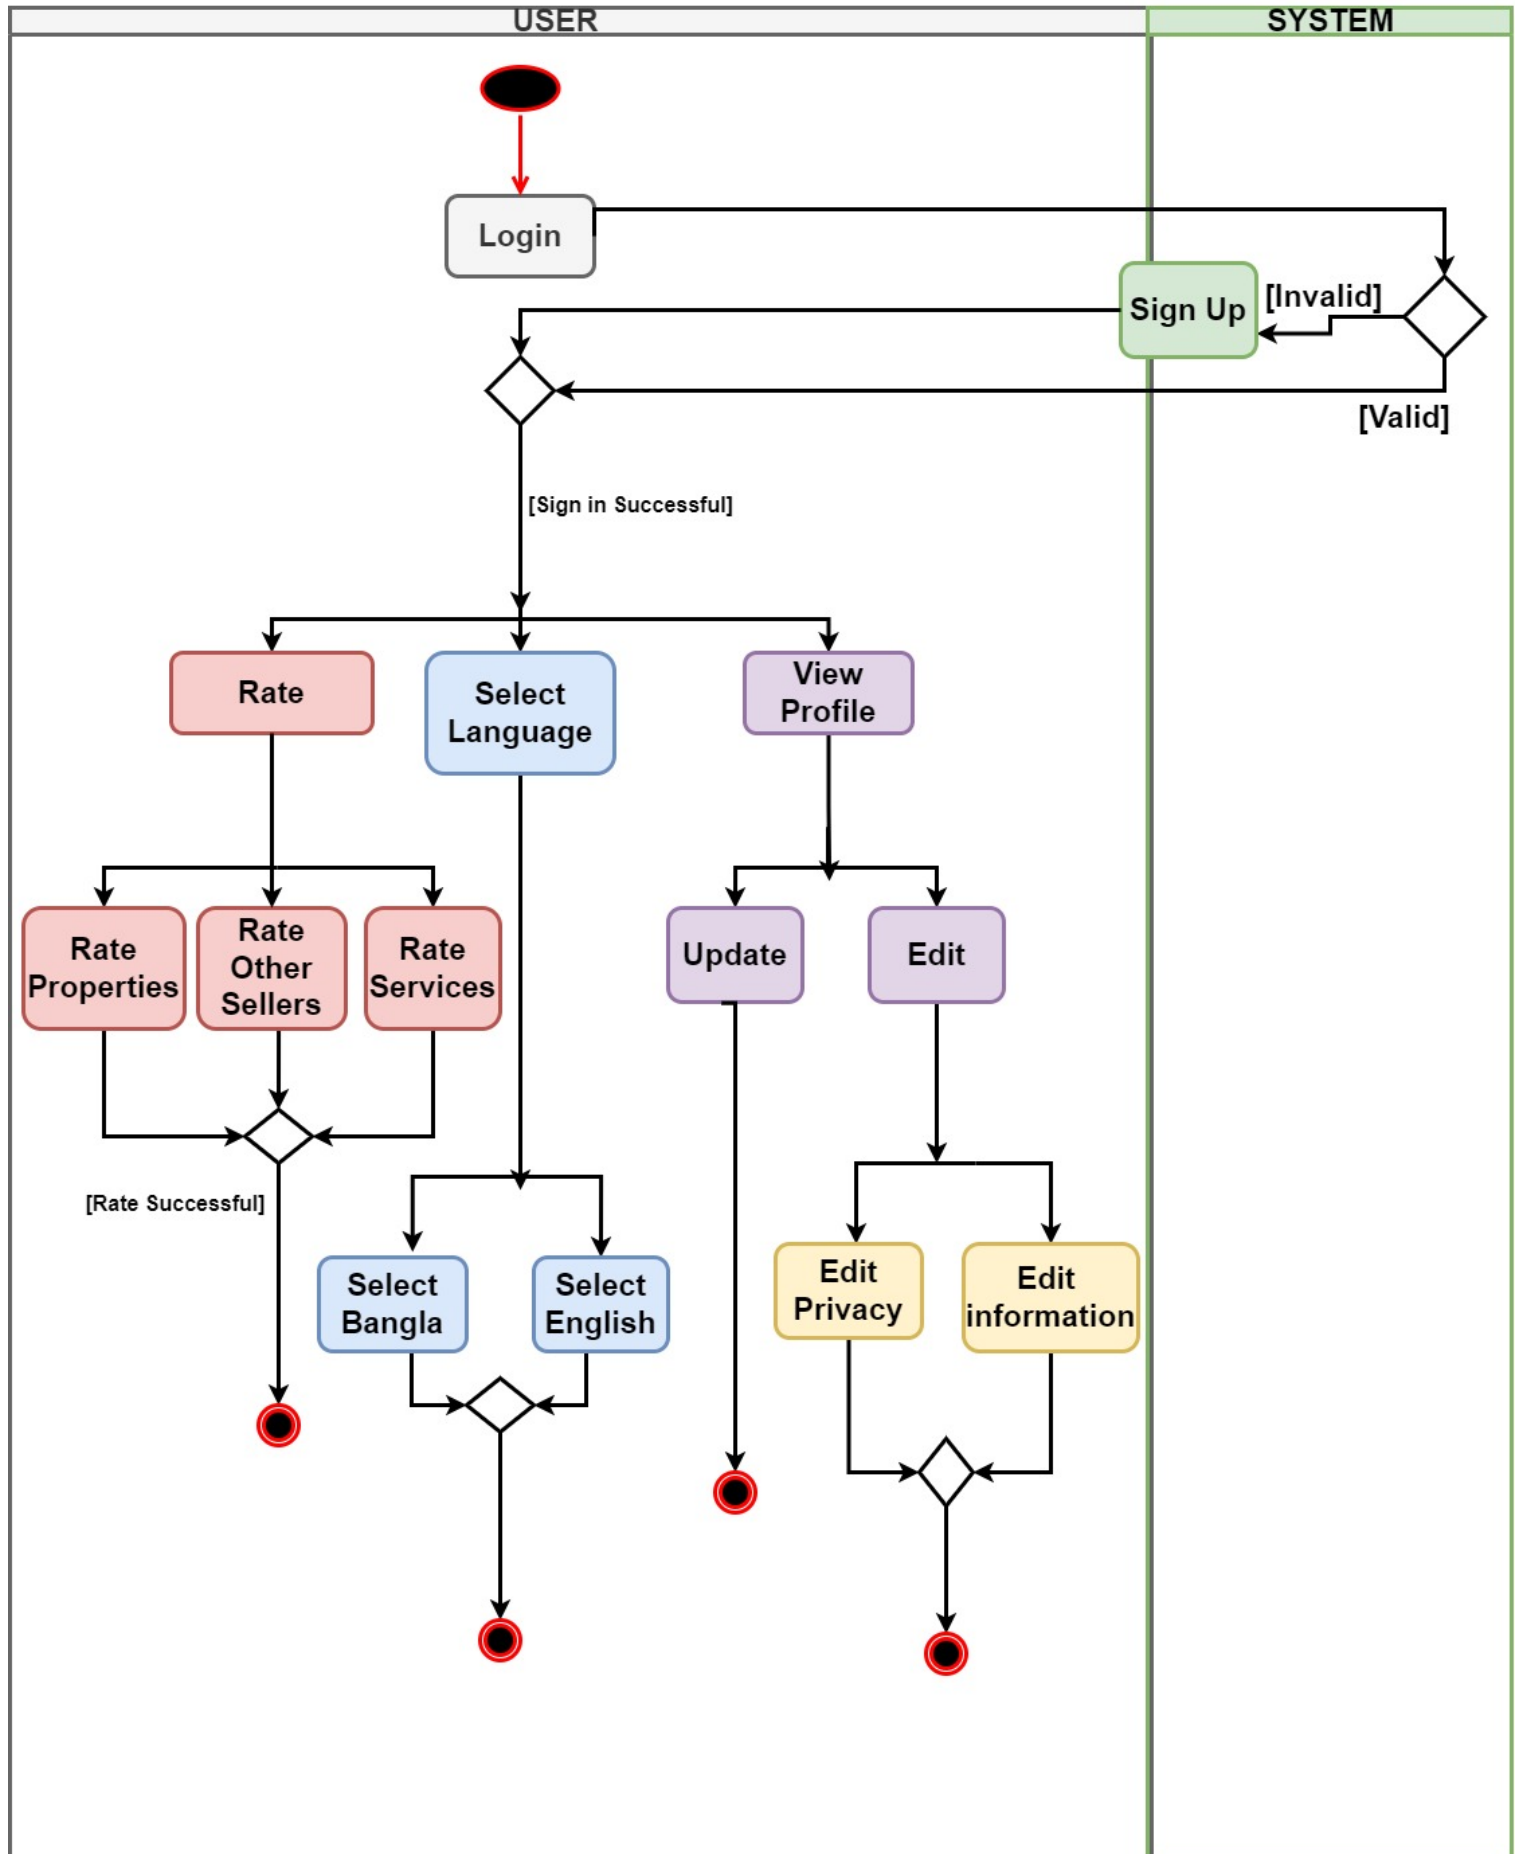 USER
SYSTEM
Login
Sign Up
[Invalid]
[Valid]
[Sign in Successful]
Rate
Select
Language
View
Profile
Rate
Properties
Rate
Other
Sellers
Rate
Services
Update
Edit
[Rate Successful]
Select
Bangla
Select
English
Edit
Privacy
Edit
information